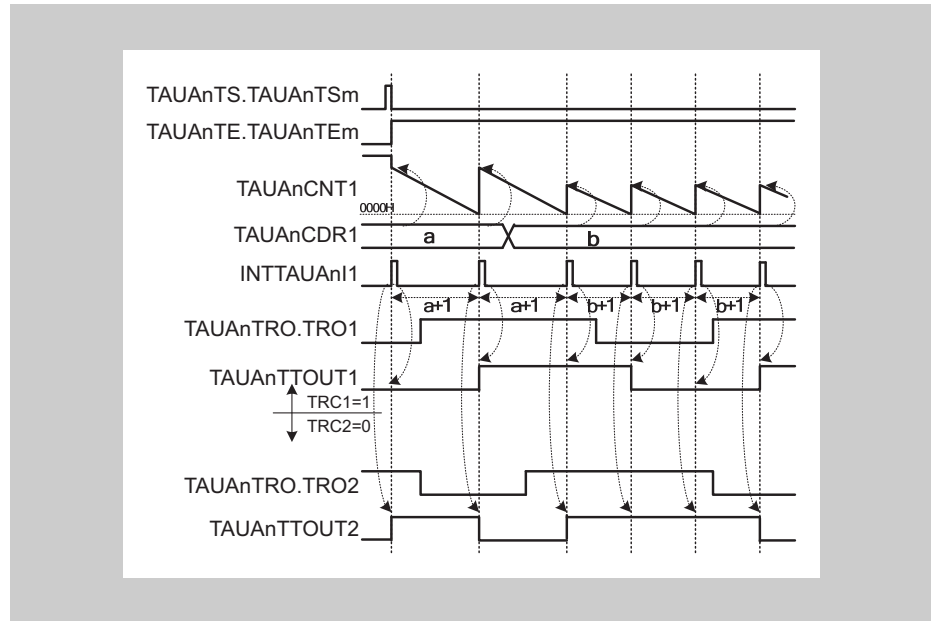 TAUAnTS.TAUAnTSm
TAUAnTE.TAUAnTEm
TAUAnCNT1
0000H
TAUAnCDR1
a
b
INTTAUAnI1
a+1 a+1 b+1 b+1 b+1
TAUAnTRO.TRO1
TAUAnTTOUT1
TRC1=1
TRC2=0
TAUAnTRO.TRO2
TAUAnTTOUT2